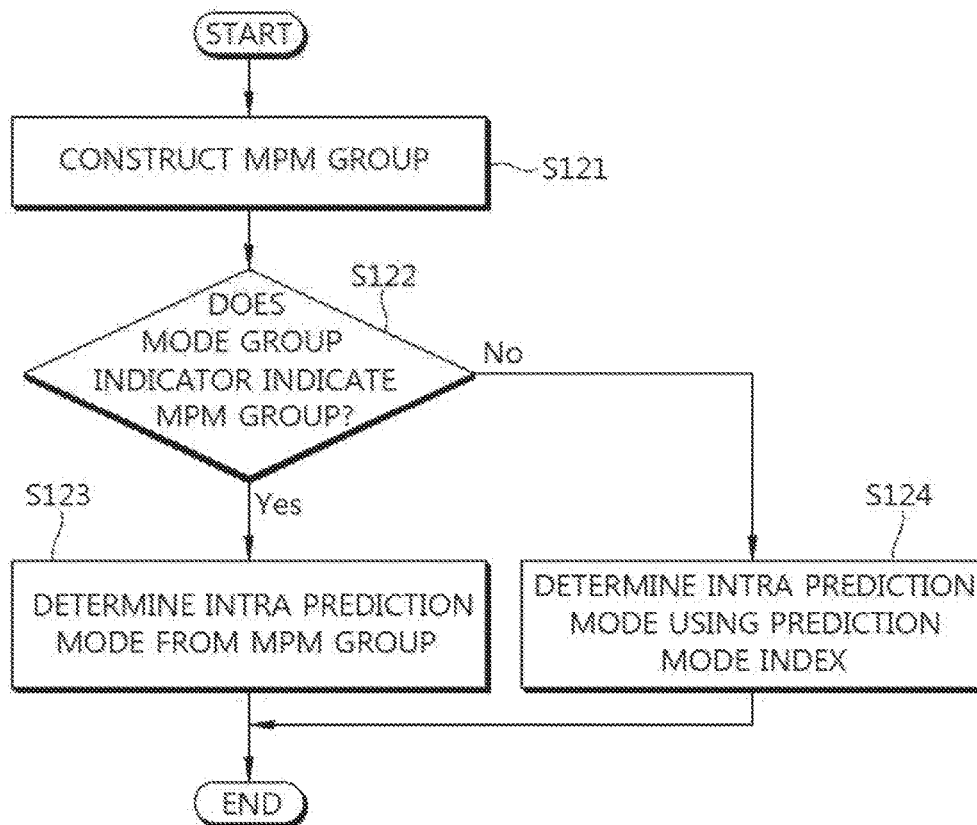 START
CONSTRUCT MPM GROUP
S121
S122
DOES
MODE GROUP
INDICATOR INDICATE
MPM GROUP?
No
Yes
S123
DETERMINE INTRA PREDICTION
MODE FROM MPM GROUP
S124
DETERMINE INTRA PREDICTION
MODE USING PREDICTION
MODE INDEX
END